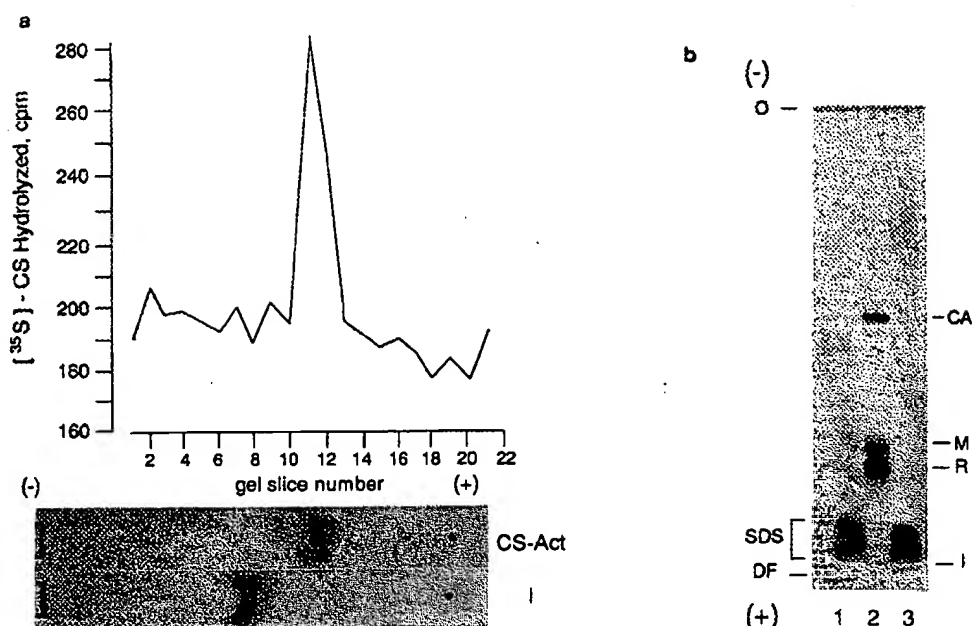 a
[35S] - CS Hydrolyzed, cpm
280
260
240
220
200
180
160
2 4 6 8 10 12 14 16 18 20 22
(-) gel slice number (+)
CS-Act
I
b
(-)
O
CA
M
R
SDS
I
DF
(+) 1 2 3